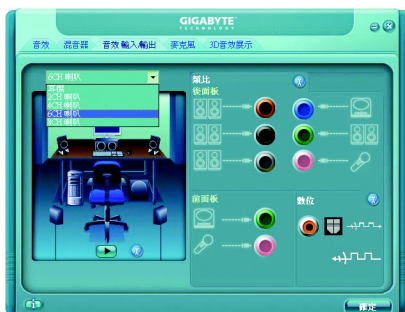 GIGABYTE
TECHNOLOGY
音效 混音器 音效輸入/輸出 麥克風 3D音效展示
6CH 喇叭
耳機
2CH 喇叭
4CH 喇叭
6CH 喇叭
8CH 喇叭
類比
後面板
前面板
數位
確定